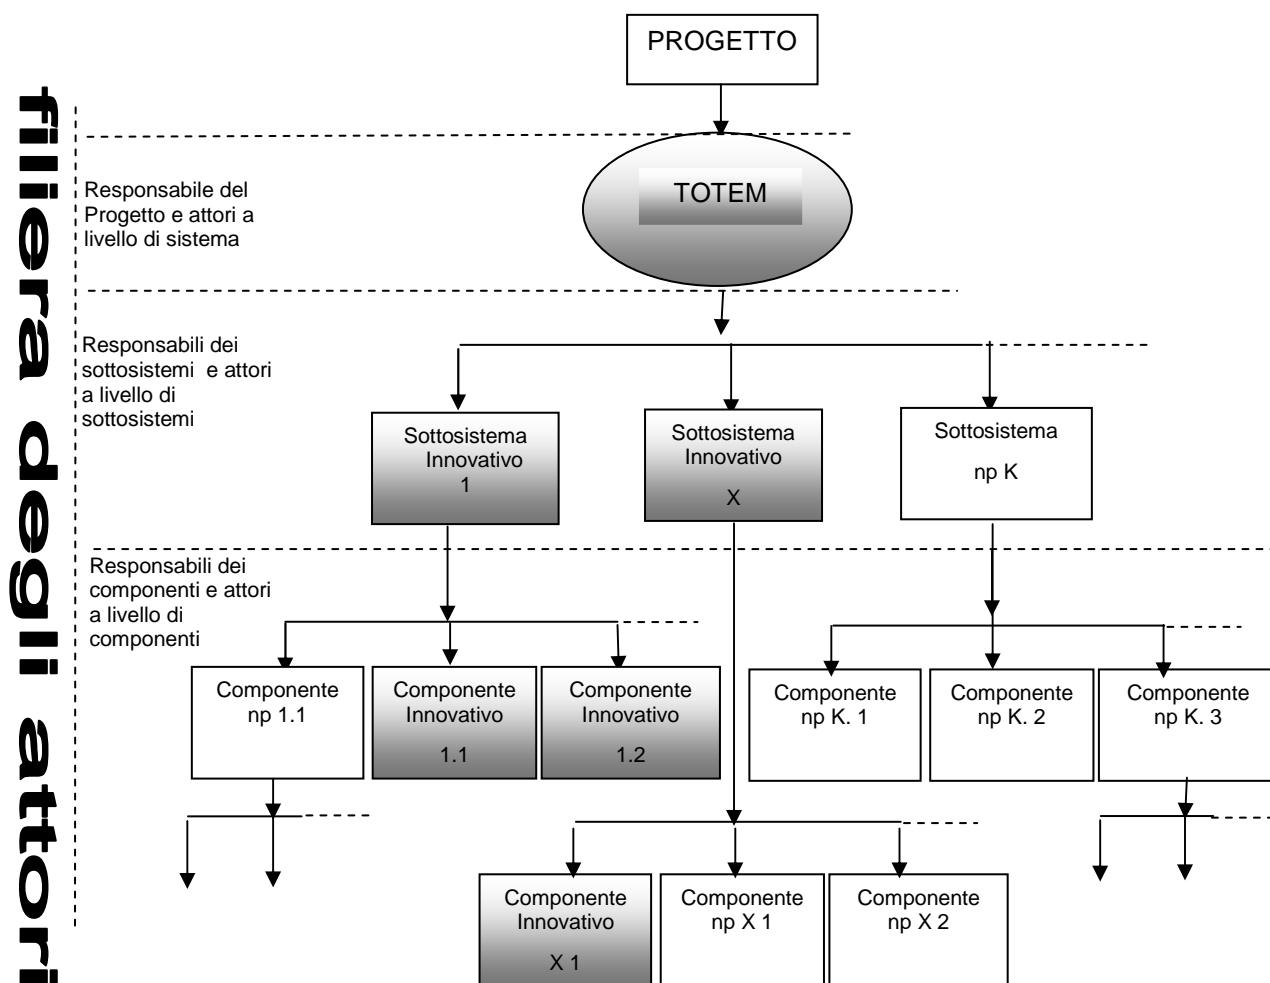 PROGETTO
filiera degli attori
TOTEM
Responsabile del
Progetto e attori a
livello di sistema
Responsabili dei
sottosistemi e attori
a livello di
sottosistemi
Sottosistema
Innovativo
1
Sottosistema
Innovativo
X
Sottosistema
np K
Responsabili dei
componenti e attori
a livello di
componenti
Componente
np 1.1
Componente
Innovativo
1.1
Componente
Innovativo
1.2
Componente
np K. 1
Componente
np K. 2
Componente
np K. 3
Componente
Innovativo
X 1
Componente
np X 1
Componente
np X 2